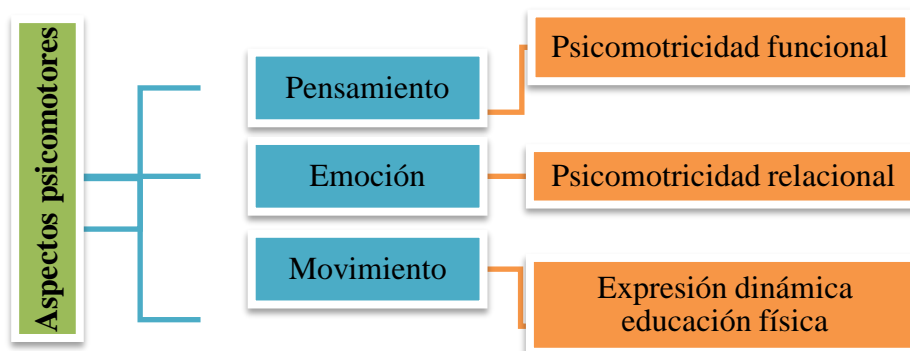 Aspectos psicomotores
Pensamiento
Psicomotricidad funcional
Emoción
Psicomotricidad relacional
Movimiento
Expresión dinámica
educación física